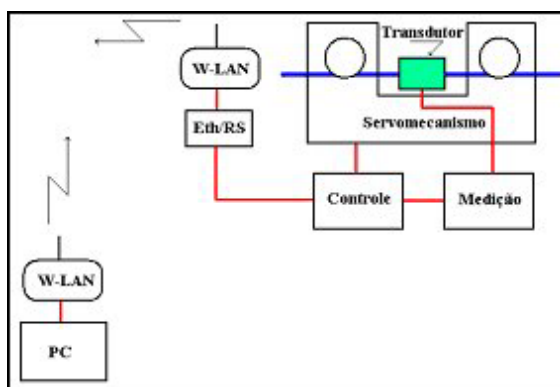 Transdutor
W-LAN
Eth/RS
Servomecanismo
Controle
Medição
W-LAN
PC